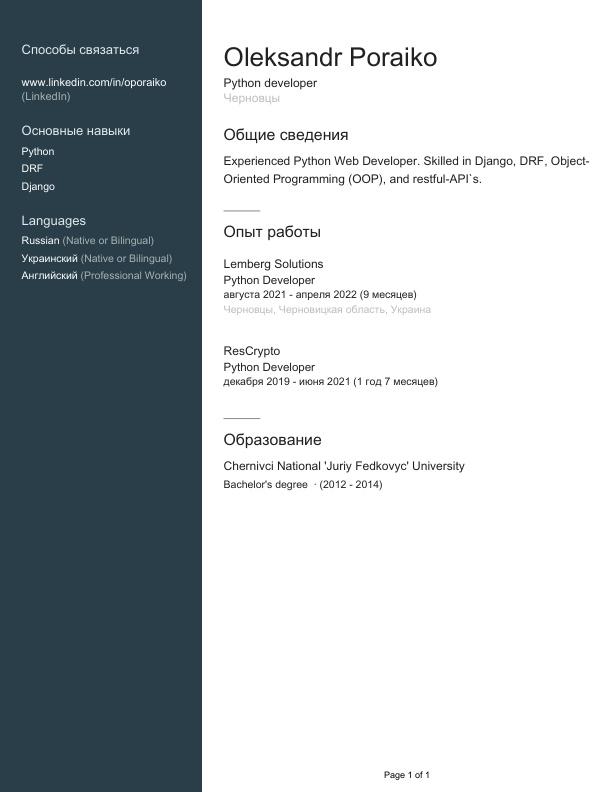 Способы связаться
www.linkedin.com/in/oporaiko
(LinkedIn)
Основные навыки
Python
DRF
Django
Languages
Russian (Native or Bilingual)
Украинский (Native or Bilingual)
Английский (Professional Working)
Oleksandr Poraiko
Python developer
Черновцы
Общие сведения
Experienced Python Web Developer. Skilled in Django, DRF, Object-
Oriented Programming (OOP), and restful-API`s.
Опыт работы
Lemberg Solutions
Python Developer
августа 2021 - апреля 2022 (9 месяцев)
Черновцы, Черновицкая область, Украина
ResCrypto
Python Developer
декабря 2019 - июня 2021 (1 год 7 месяцев)
Образование
Chernivci National 'Juriy Fedkovyc' University
Bachelor's degree · (2012 - 2014)
Page 1 of 1